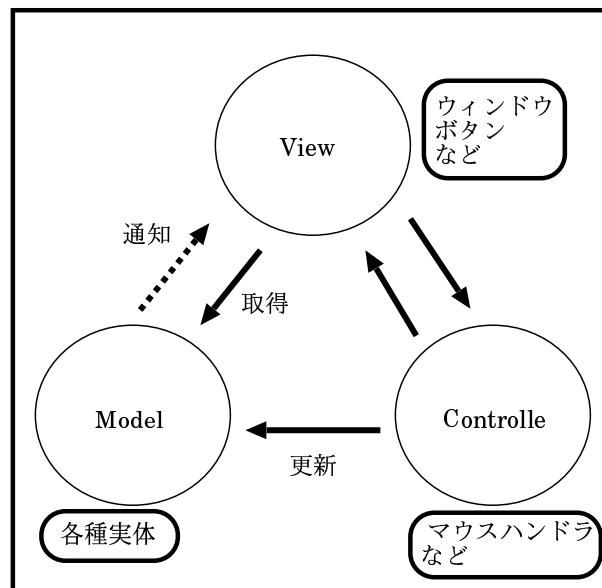 View
ウィンドウ
ボタン
など
通知
取得
Model
Controlle
更新
各種実体
マウスハンドラ
など